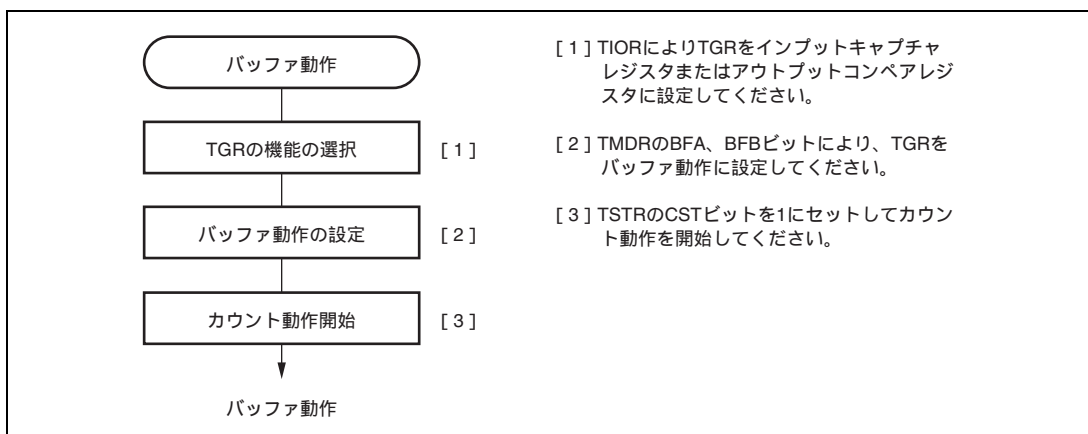 バッファ動作
TGRの機能の選択 [1]
バッファ動作の設定 [2]
カウント動作開始 [3]
バッファ動作
[1] TIORによりTGRをインプットキャプチャ
レジスタまたはアウトプットコンペアレジ
スタに設定してください。
[2] TMDRのBFA、BFBビットにより、TGRを
バッファ動作に設定してください。
[3] TSTRのCSTビットを1にセットしてカウン
ト動作を開始してください。